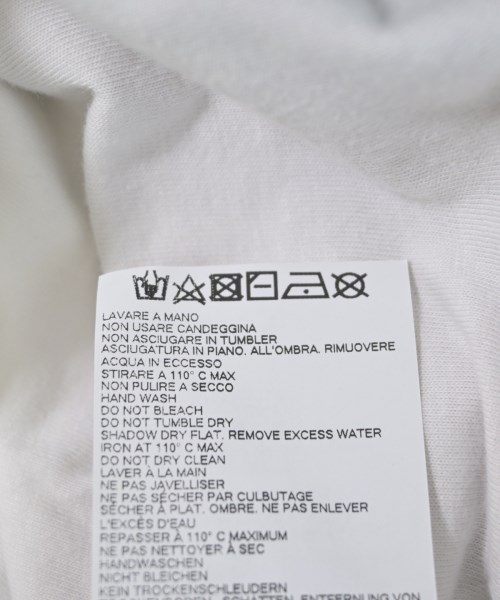 LAVARE A MANO
NON USARE CANDEGGINA
NON ASCIUGARE IN TUMBLER
ASCIUGATURA IN PIANO. ALL'OMBRA. RIMUOVERE
ACQUA IN ECCESSO
STIRARE A 110° C MAX
NON PULIRE A SECCO
HAND WASH
DO NOT BLEACH
DO NOT TUMBLE DRY
SHADOW DRY FLAT. REMOVE EXCESS WATER
IRON AT 110° C MAX
DO NOT DRY CLEAN
LAVER À LA MAIN
NE PAS JAVELLISER
NE PAS SÉCHER PAR CULBUTAGE
SÉCHER À PLAT. OMBRE. NE PAS ENLEVER
L'EXCÈS D'EAU
REPASSER À 110° C MAXIMUM
NE PAS NETTOYER À SEC
HANDWASCHEN
NICHT BLEICHEN
KEIN TROCKENSCHLEUDERN
SCHATTEN. ENTFERNUNG VON